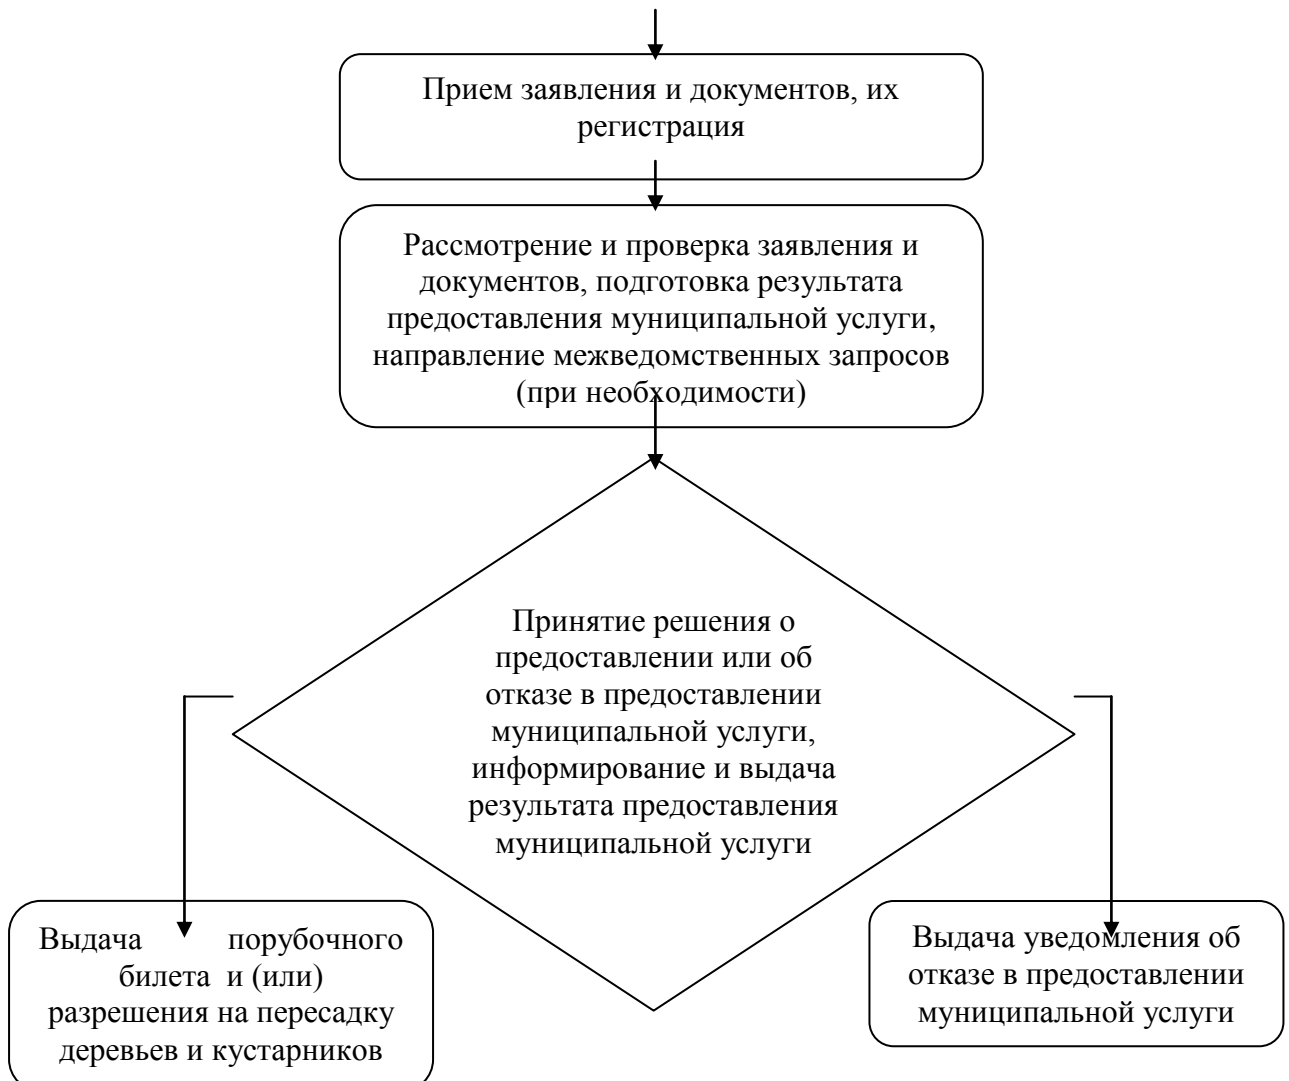 Прием заявления и документов, их
регистрация
Рассмотрение и проверка заявления и
документов, подготовка результата
предоставления муниципальной услуги,
направление межведомственных запросов
(при необходимости)
Принятие решения о
предоставлении или об
отказе в предоставлении
муниципальной услуги,
информирование и выдача
результата предоставления
муниципальной услуги
Выдача порубочного
билета и (или)
разрешения на пересадку
деревьев и кустарников
Выдача уведомления об
отказе в предоставлении
муниципальной услуги